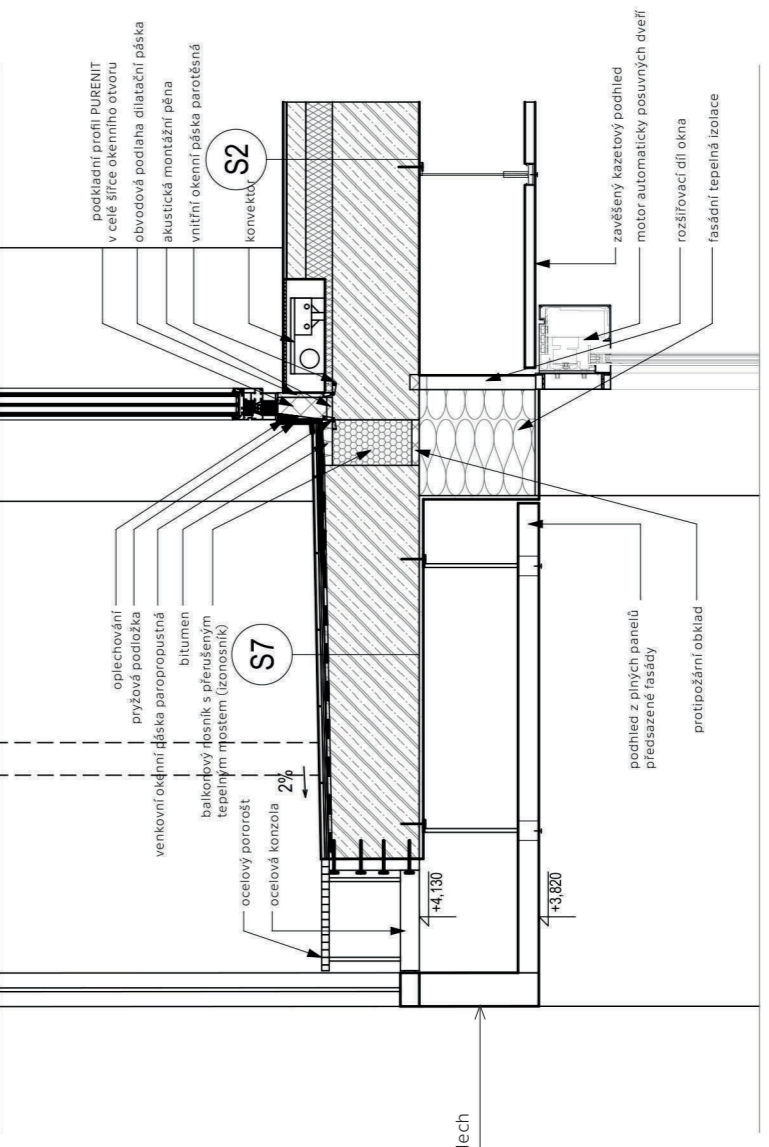 podkladní profil PURENIT
v celé šířce okenního otvoru
obvodová podlaha dilatační páska
akustická montážní pěna
vnitřní okenní páska parotěsná
konvektor
S2
zavěšený kazetový podhled
motor automaticky posuvných dveří
rozšiřovací díl okna
fasádní tepelná izolace
oplechování
pryžová podložka
venkovní okenní páska paropropustná
bitumen
balkonový nosník s přerušeným
tepelným mostem (izonosník)
S7
2%
ocelový pororošt
ocelová konzola
+4,130
+3,820
podhled z plných panelů
předsazené fasády
protipožární obklad
lech